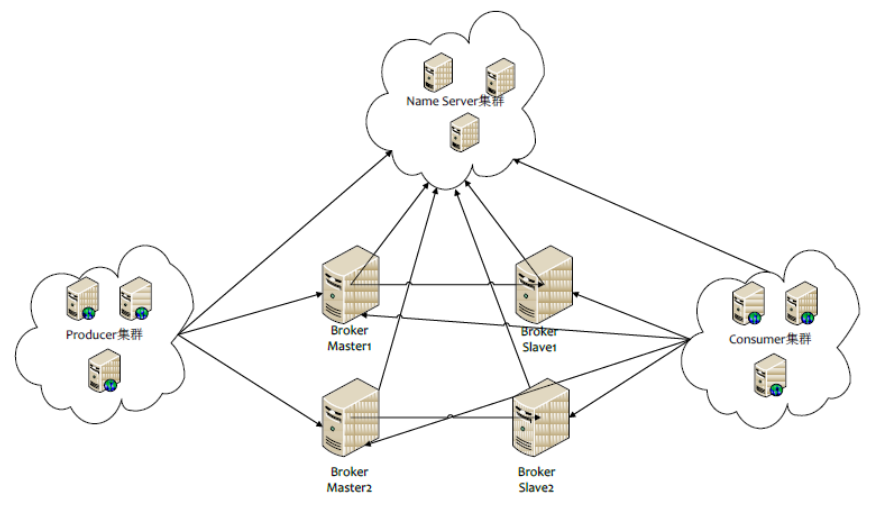 Name Server集群
Producer集群
Broker
Master1
Broker
Slave1
Consumer集群
Broker
Master2
Broker
Slave2